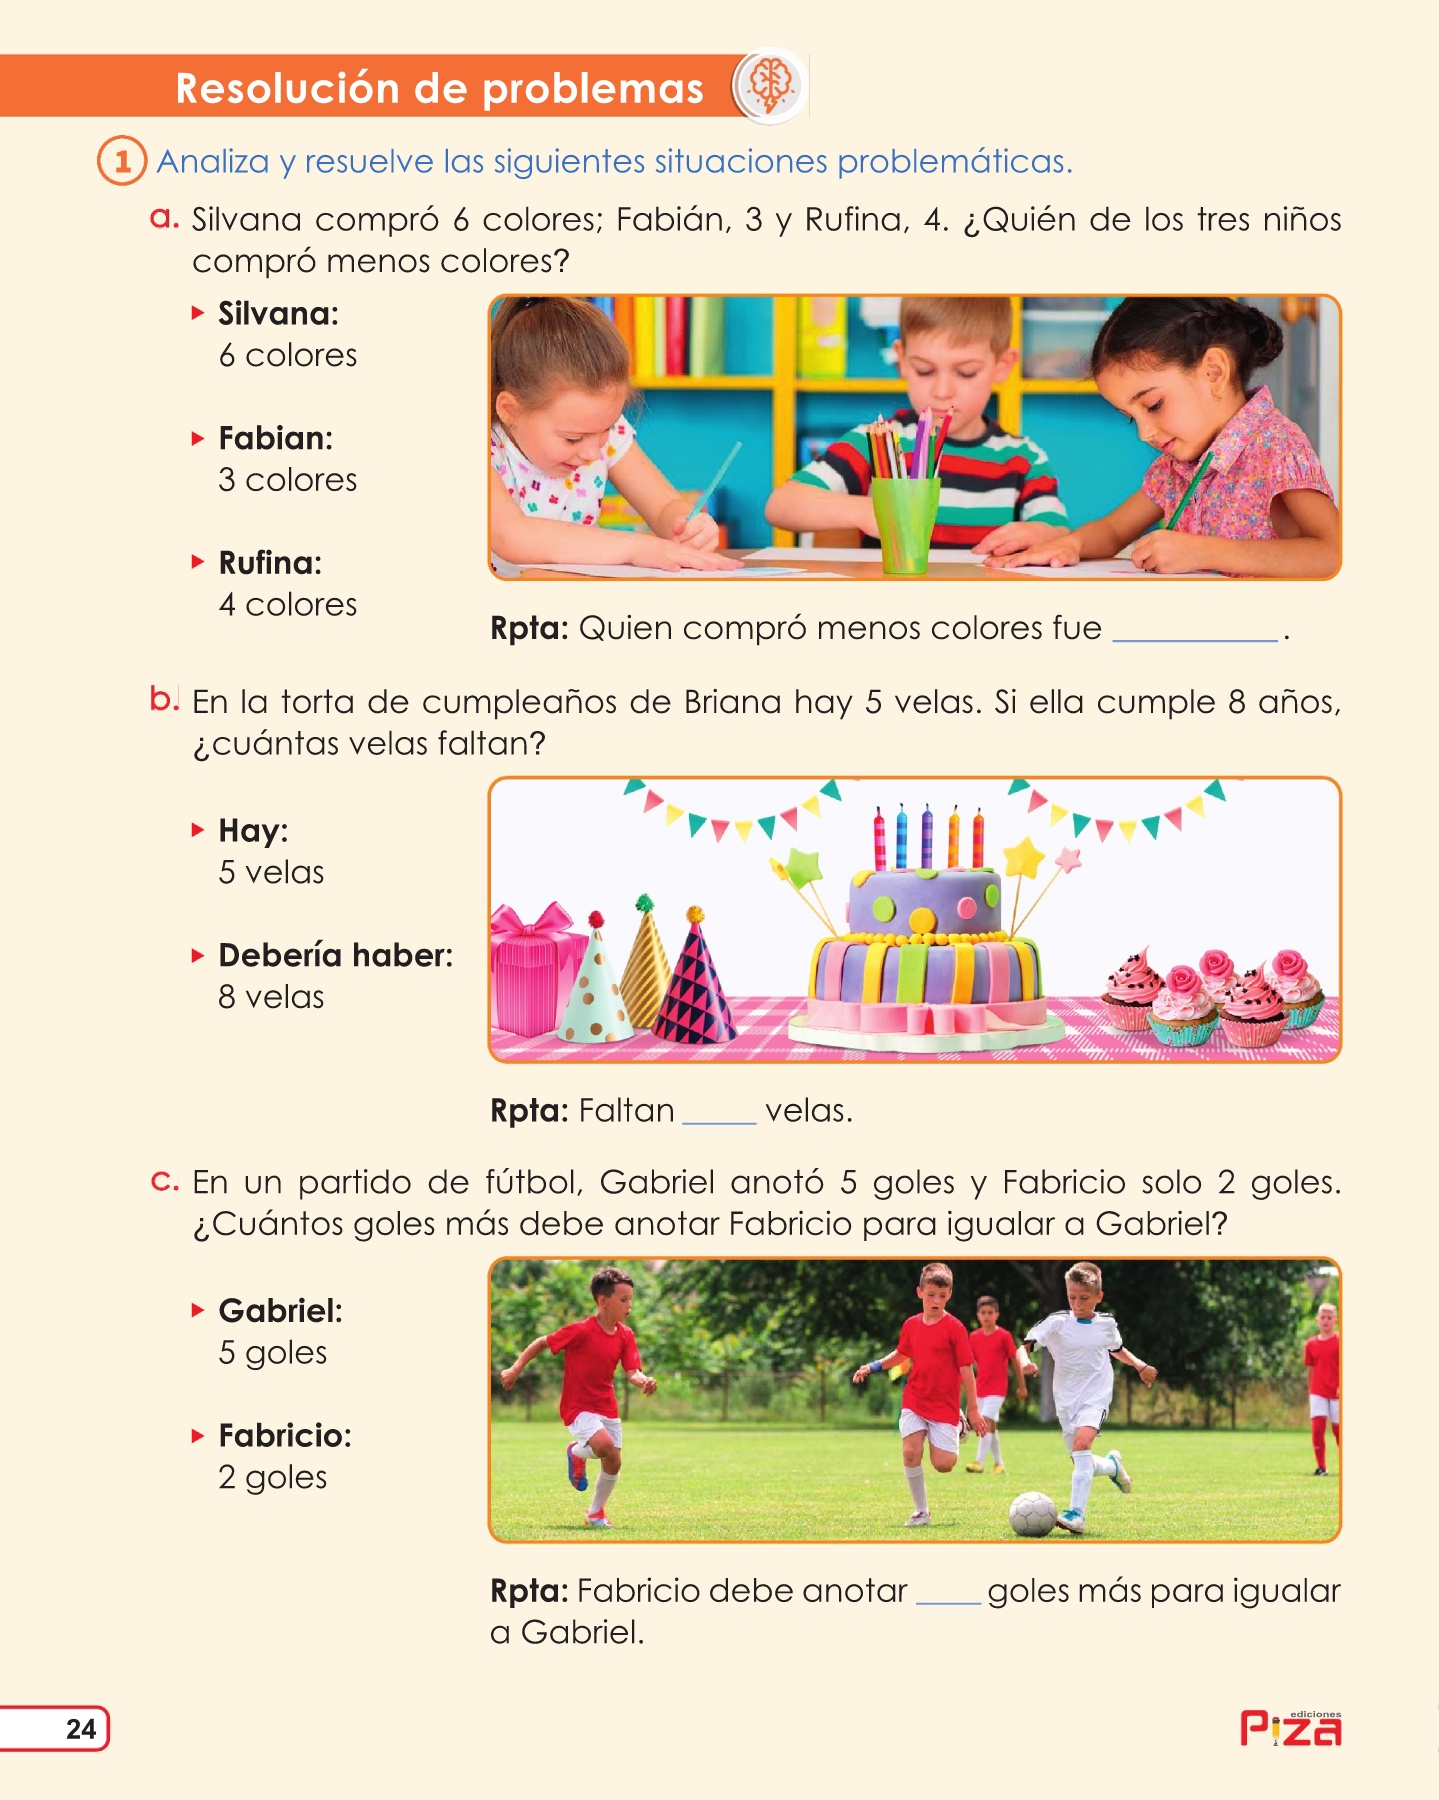 Resolución de problemas
1 Analiza y resuelve las siguientes situaciones problemáticas.
a. Silvana compró 6 colores; Fabián, 3 y Rufina, 4. ¿Quién de los tres niños
compró menos colores?
Silvana:
6 colores
Fabian:
3 colores
Rufina:
4 colores
Rpta: Quien compró menos colores fue __________.
b. En la torta de cumpleaños de Briana hay 5 velas. Si ella cumple 8 años,
¿cuántas velas faltan?
Hay:
5 velas
Debería haber:
8 velas
Rpta: Faltan _____ velas.
c. En un partido de fútbol, Gabriel anotó 5 goles y Fabricio solo 2 goles.
¿Cuántos goles más debe anotar Fabricio para igualar a Gabriel?
Gabriel:
5 goles
Fabricio:
2 goles
Rpta: Fabricio debe anotar ____ goles más para igualar
a Gabriel.
24
ediciones
Piza